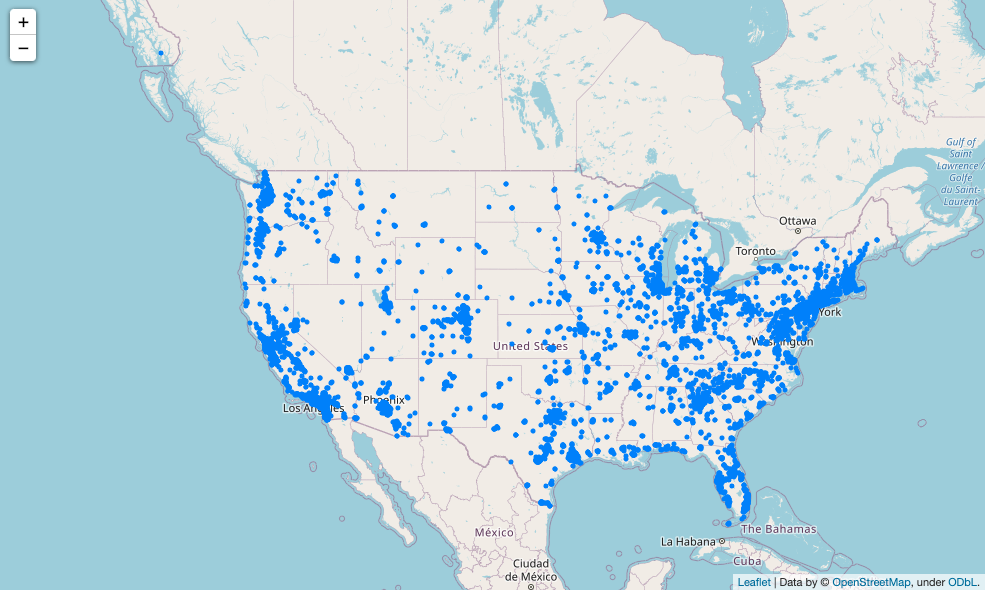 +
−
Gulf of
Saint
Lawrence /
Golfe
du Saint-
Laurent
Ottawa
Toronto
York
Washington
United States
Phoenix
Los Angeles
The Bahamas
La Habana
México
Cuba
Ciudad
de México
Leaflet | Data by © OpenStreetMap, under ODbL.